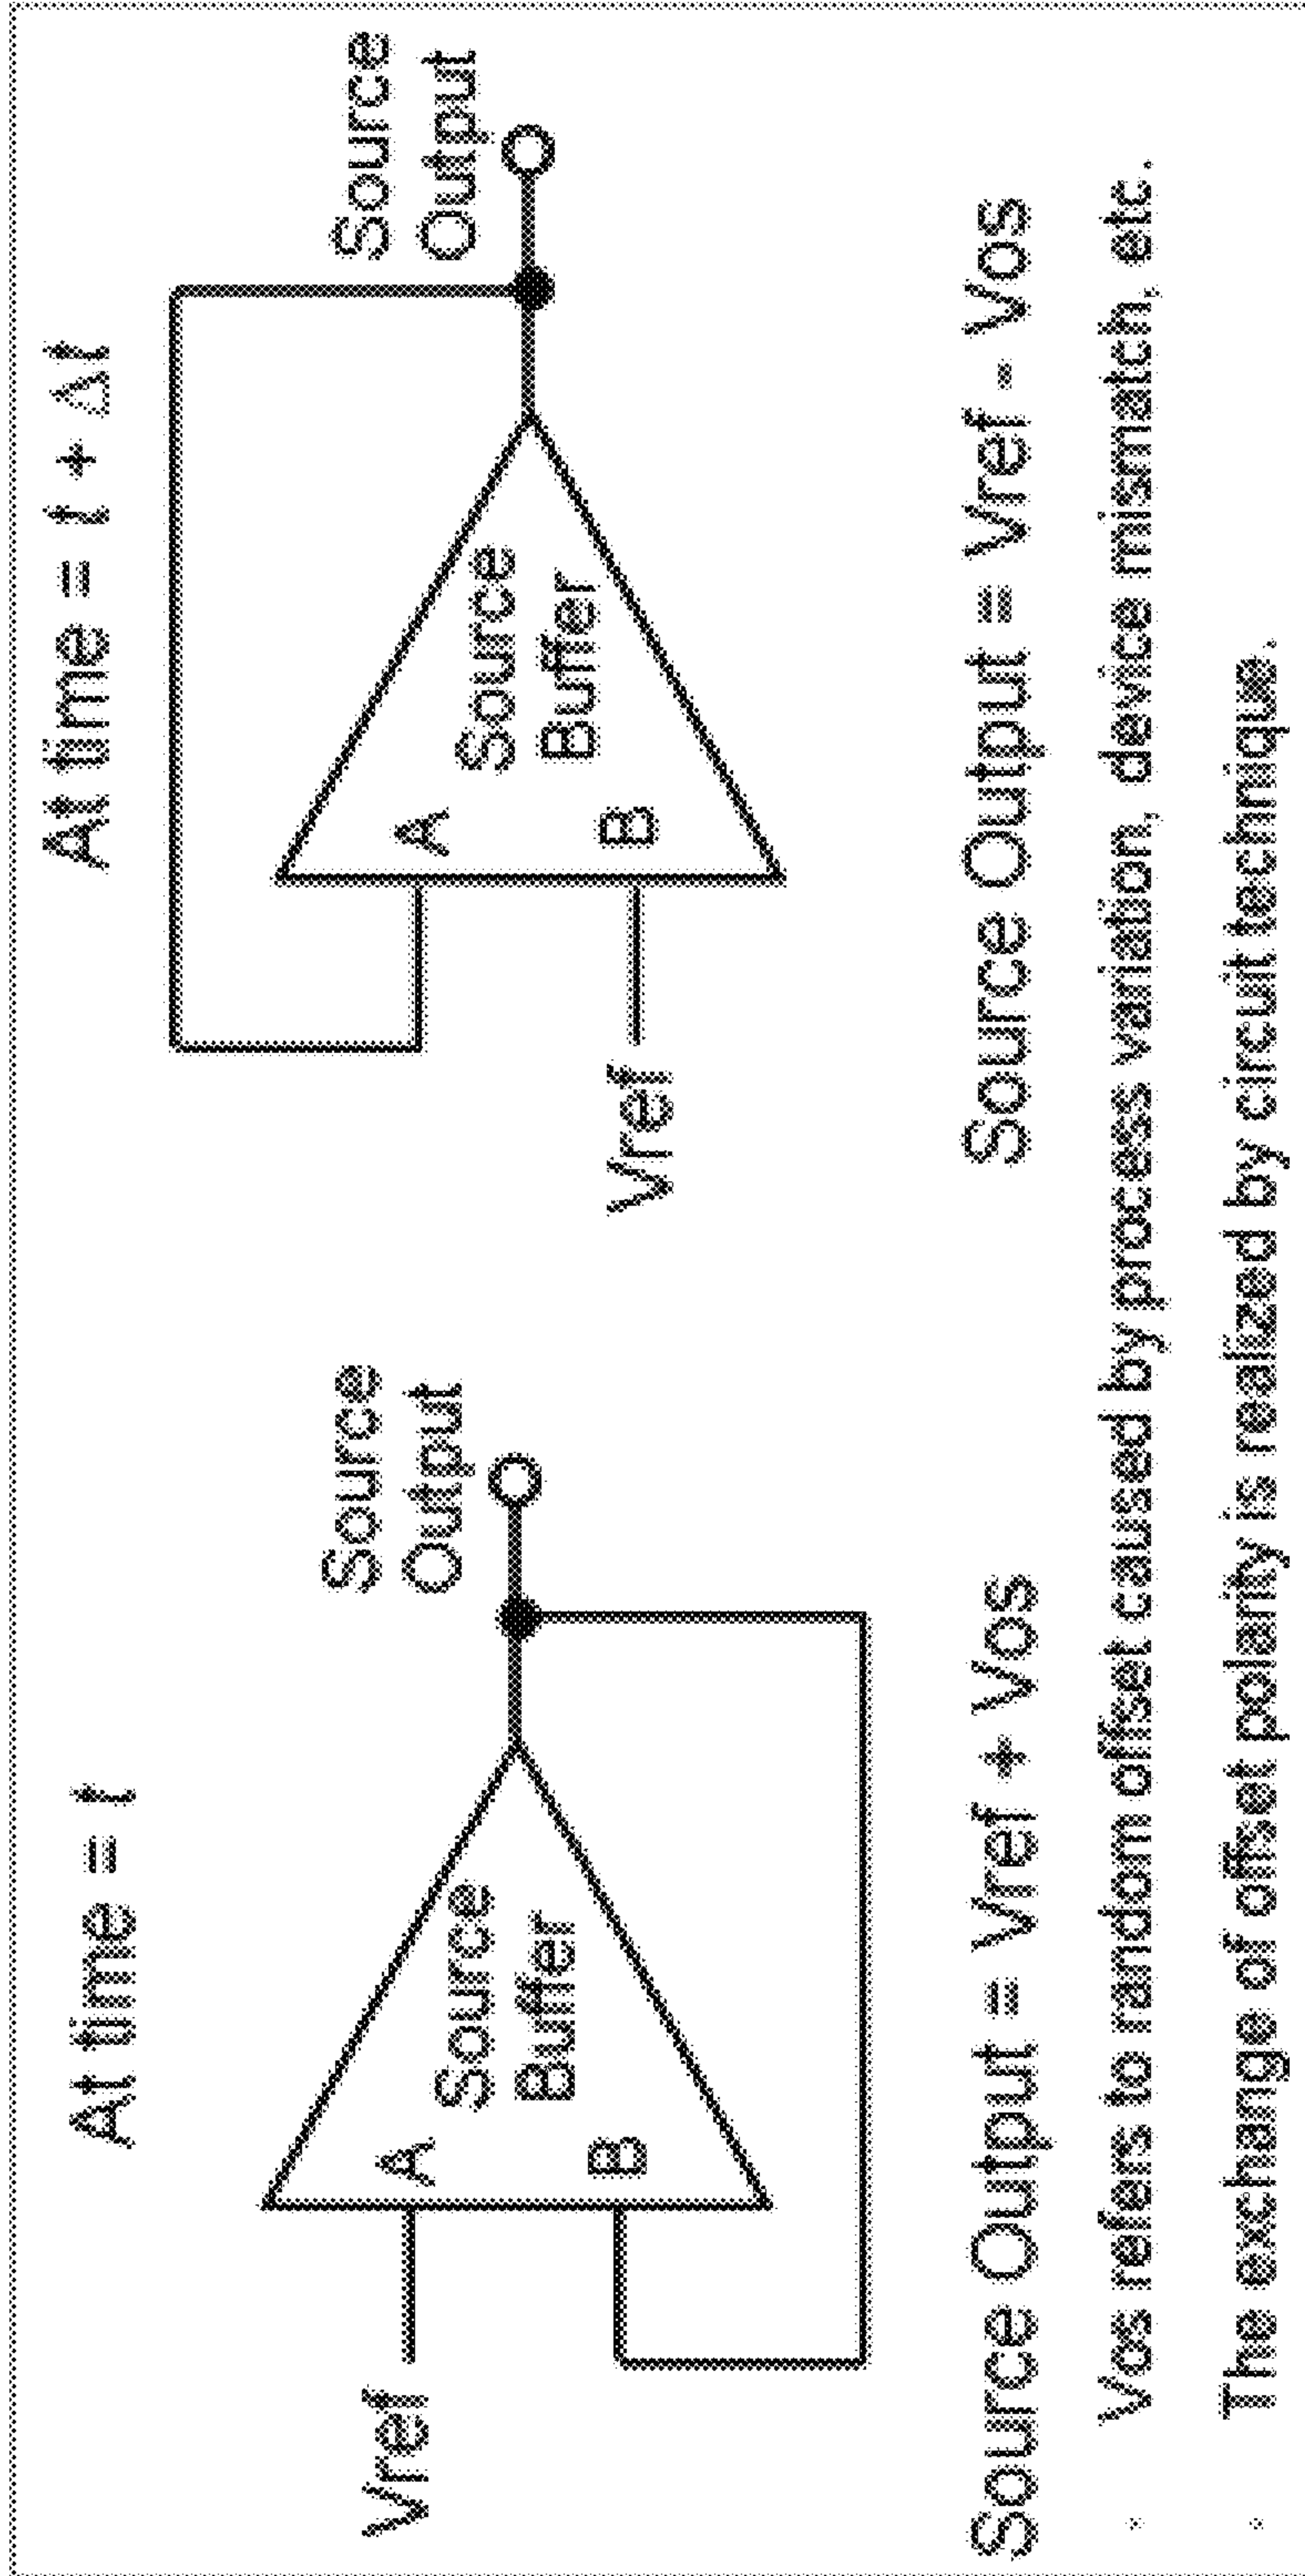 At time = t
Vref
A
B
Source
Buffer
Source
Output
Source Output = Vref + Vos
At time = t + Δt
Vref
A
B
Source
Buffer
Source
Output
Source Output = Vref - Vos
· Vos refers to random offset caused by process variation, device mismatch, etc.
· The exchange of offset polarity is realized by circuit technique.